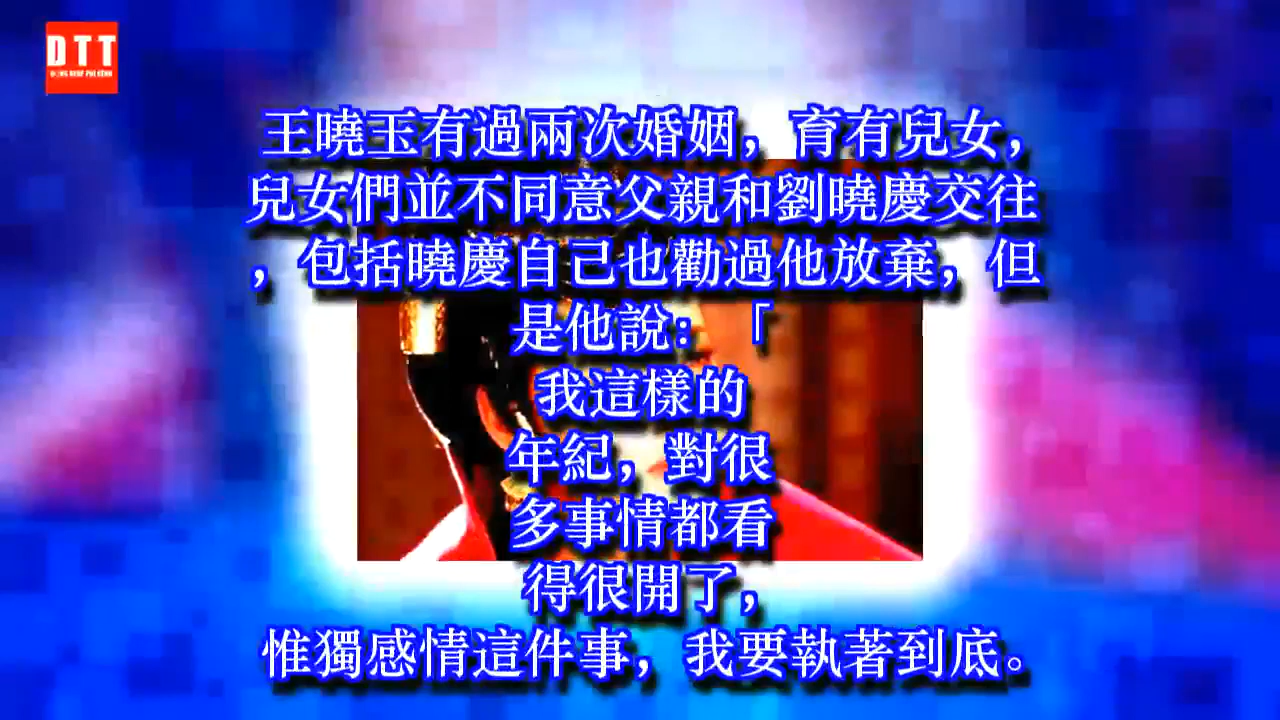 DTT
王曉玉有過兩次婚姻，育有兒女，
兒女們並不同意父親和劉曉慶交往
，包括曉慶自己也勸過他放棄，但
是他說：「
我這樣的
年紀，對很
多事情都看
得很開了，
惟獨感情這件事，我要執著到底。